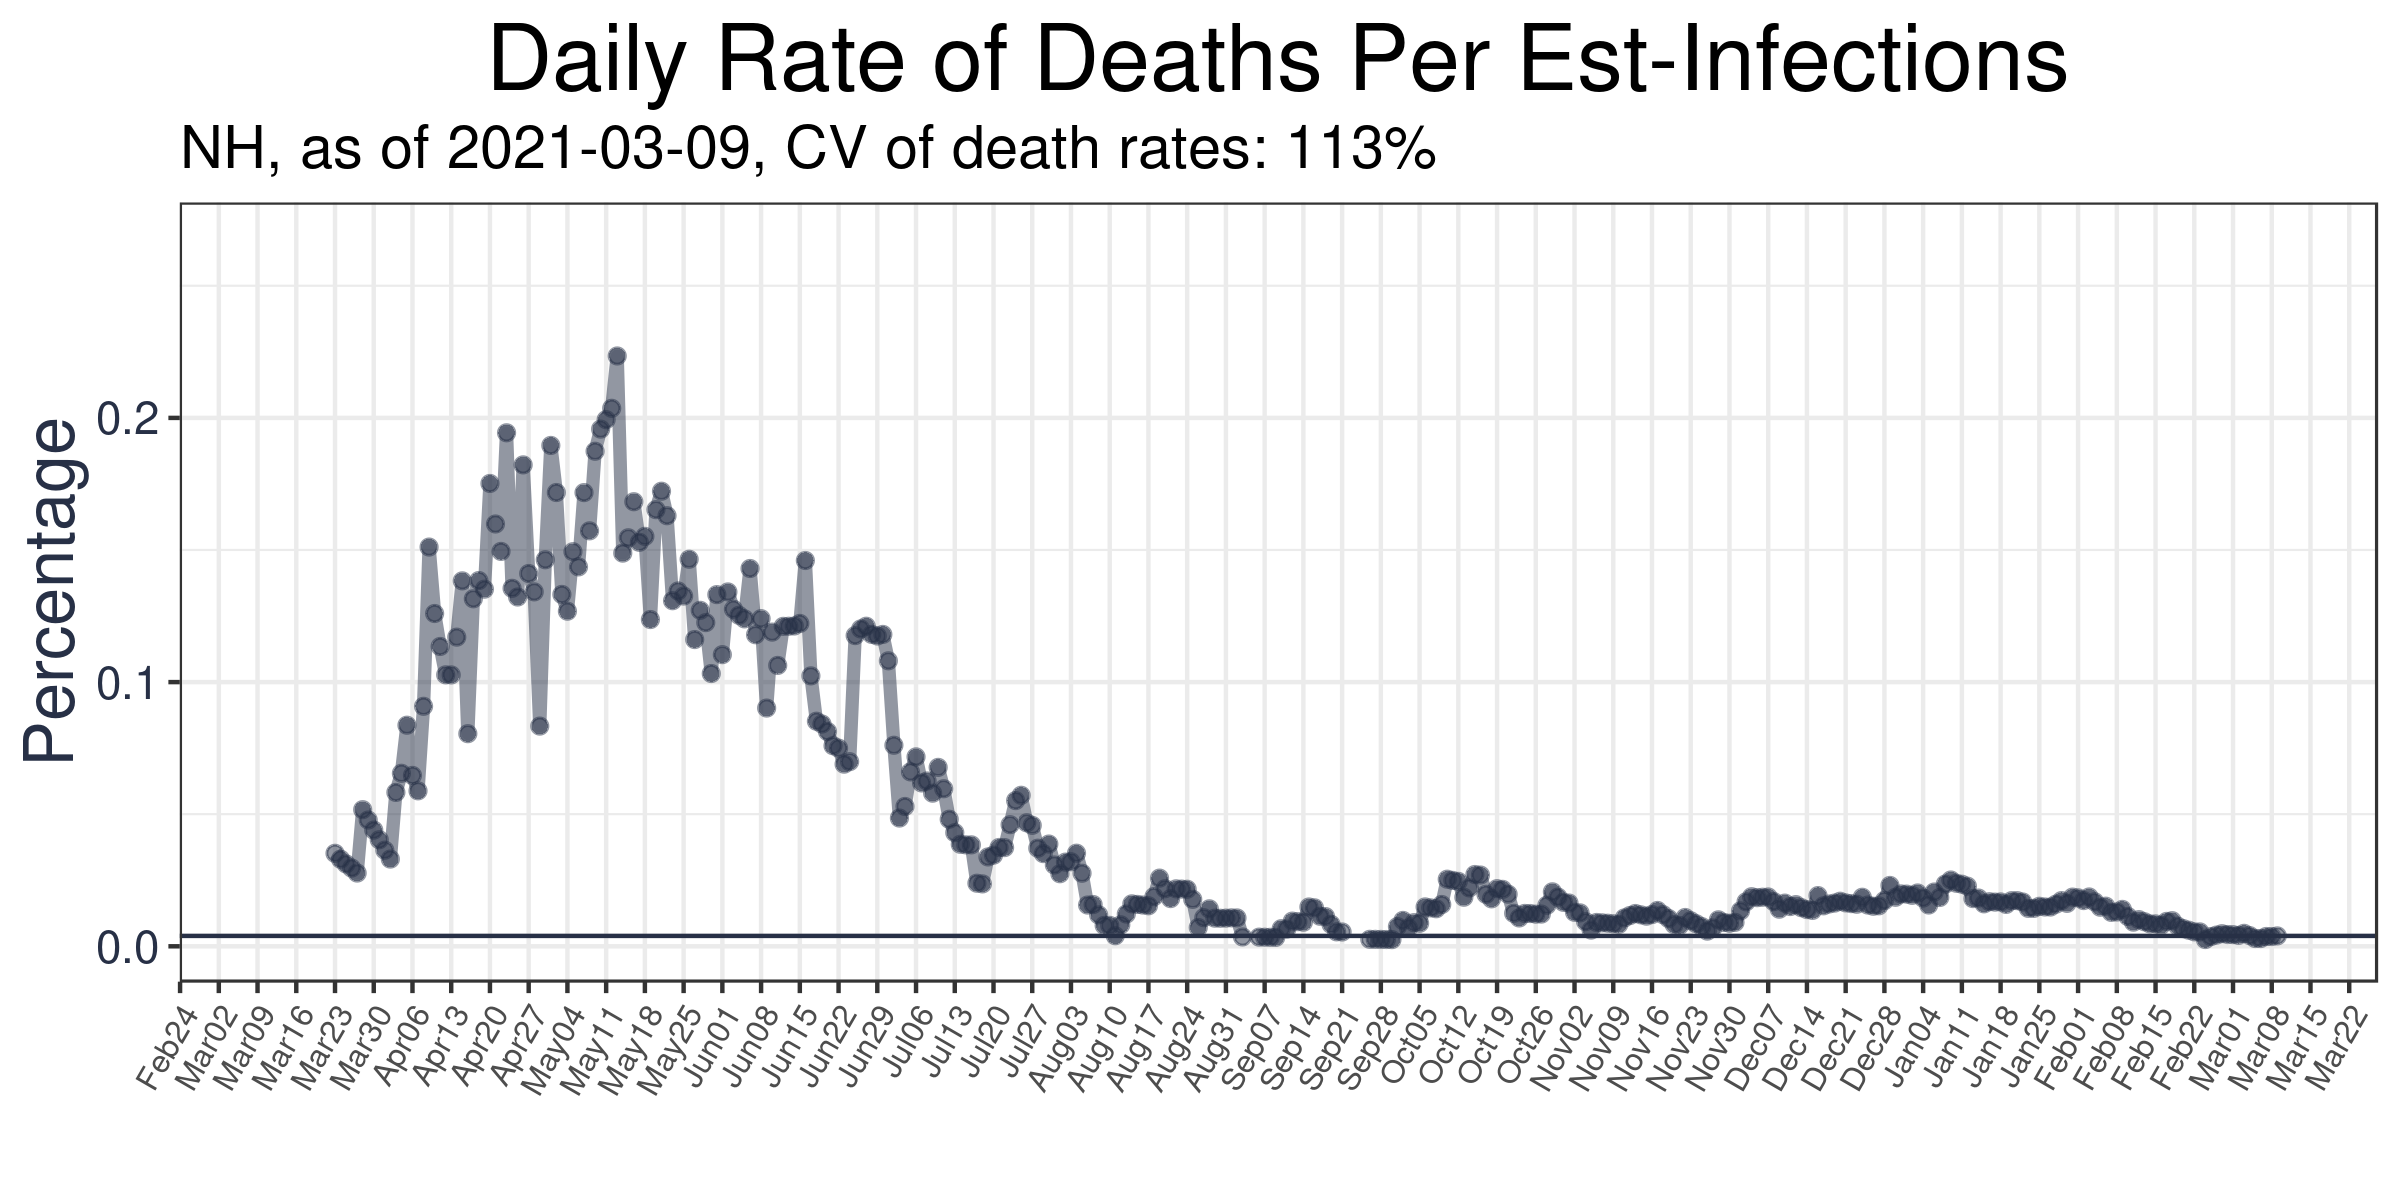 Daily Rate of Deaths Per Est-Infections
NH, as of 2021-03-09, CV of death rates: 113%
Percentage
0.2
0.1
0.0
Feb24
Mar02
Mar09
Mar16
Mar23
Mar30
Apr06
Apr13
Apr20
Apr27
May04
May11
May18
May25
Jun01
Jun08
Jun15
Jun22
Jun29
Jul06
Jul13
Jul20
Jul27
Aug03
Aug10
Aug17
Aug24
Aug31
Sep07
Sep14
Sep21
Sep28
Oct05
Oct12
Oct19
Oct26
Nov02
Nov09
Nov16
Nov23
Nov30
Dec07
Dec14
Dec21
Dec28
Jan04
Jan11
Jan18
Jan25
Feb01
Feb08
Feb15
Feb22
Mar01
Mar08
Mar15
Mar22